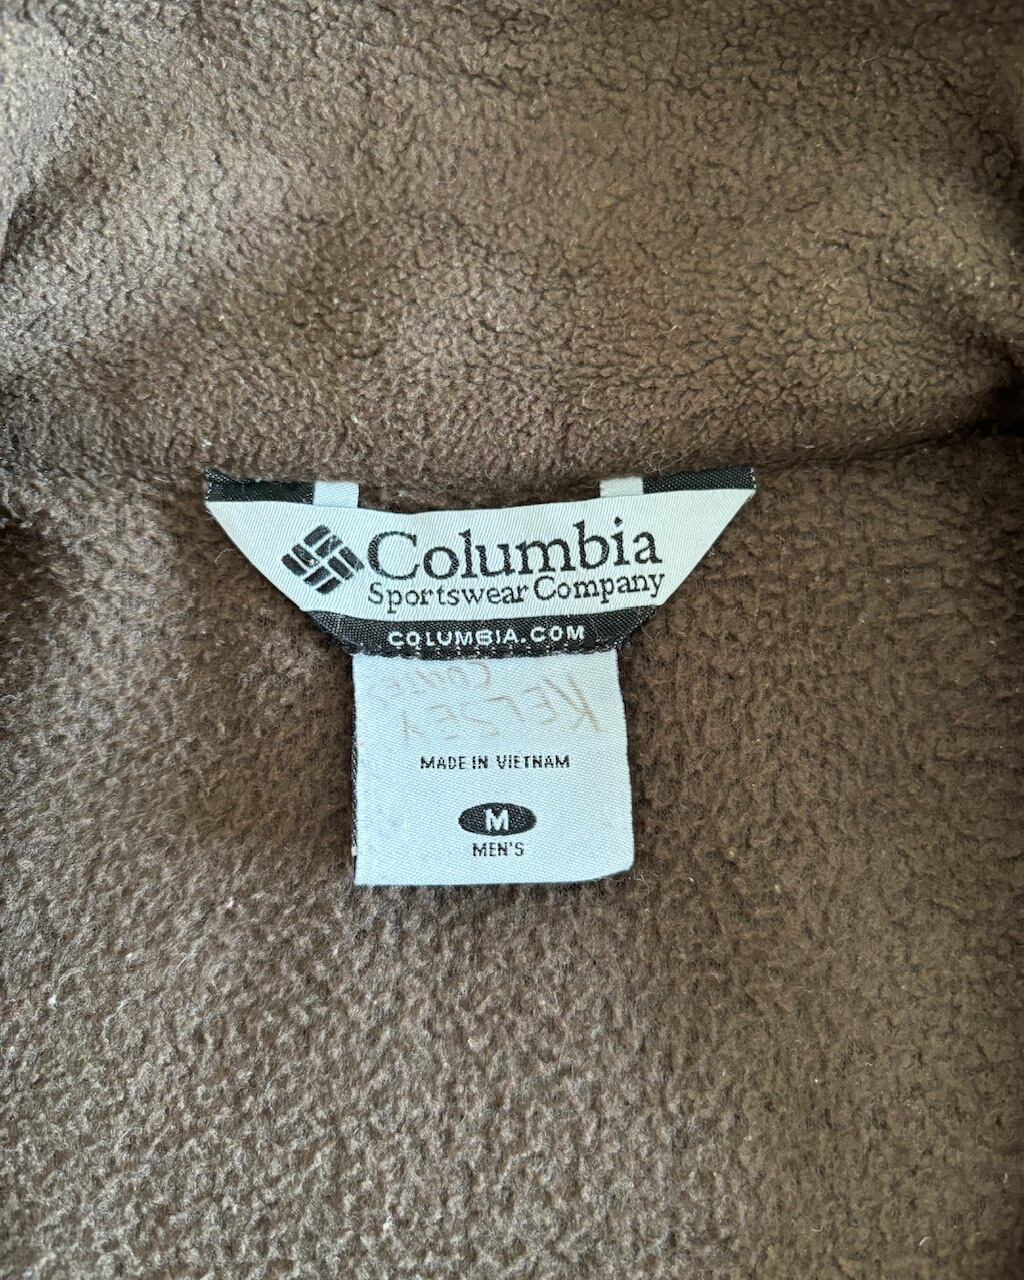 Columbia
Sportswear Company
COLUMBIA.COM
KELSEY
MADE IN VIETNAM
M
MEN'S